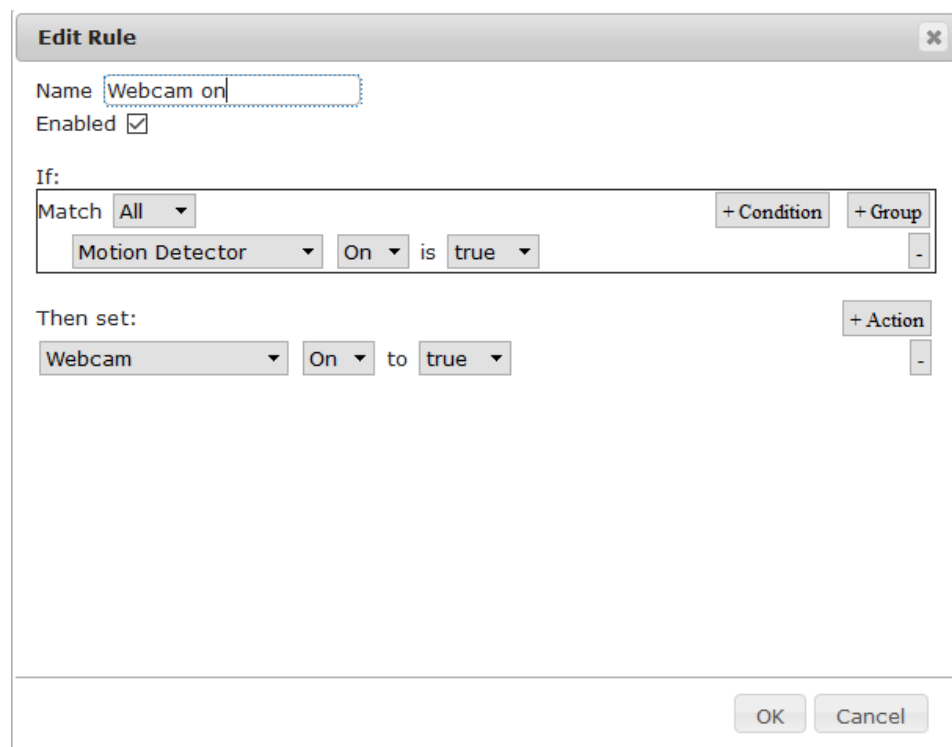 Edit Rule
Name Webcam on
Enabled
If:
Match All + Condition + Group
Motion Detector On is true -
Then set: + Action
Webcam On to true -
OK Cancel